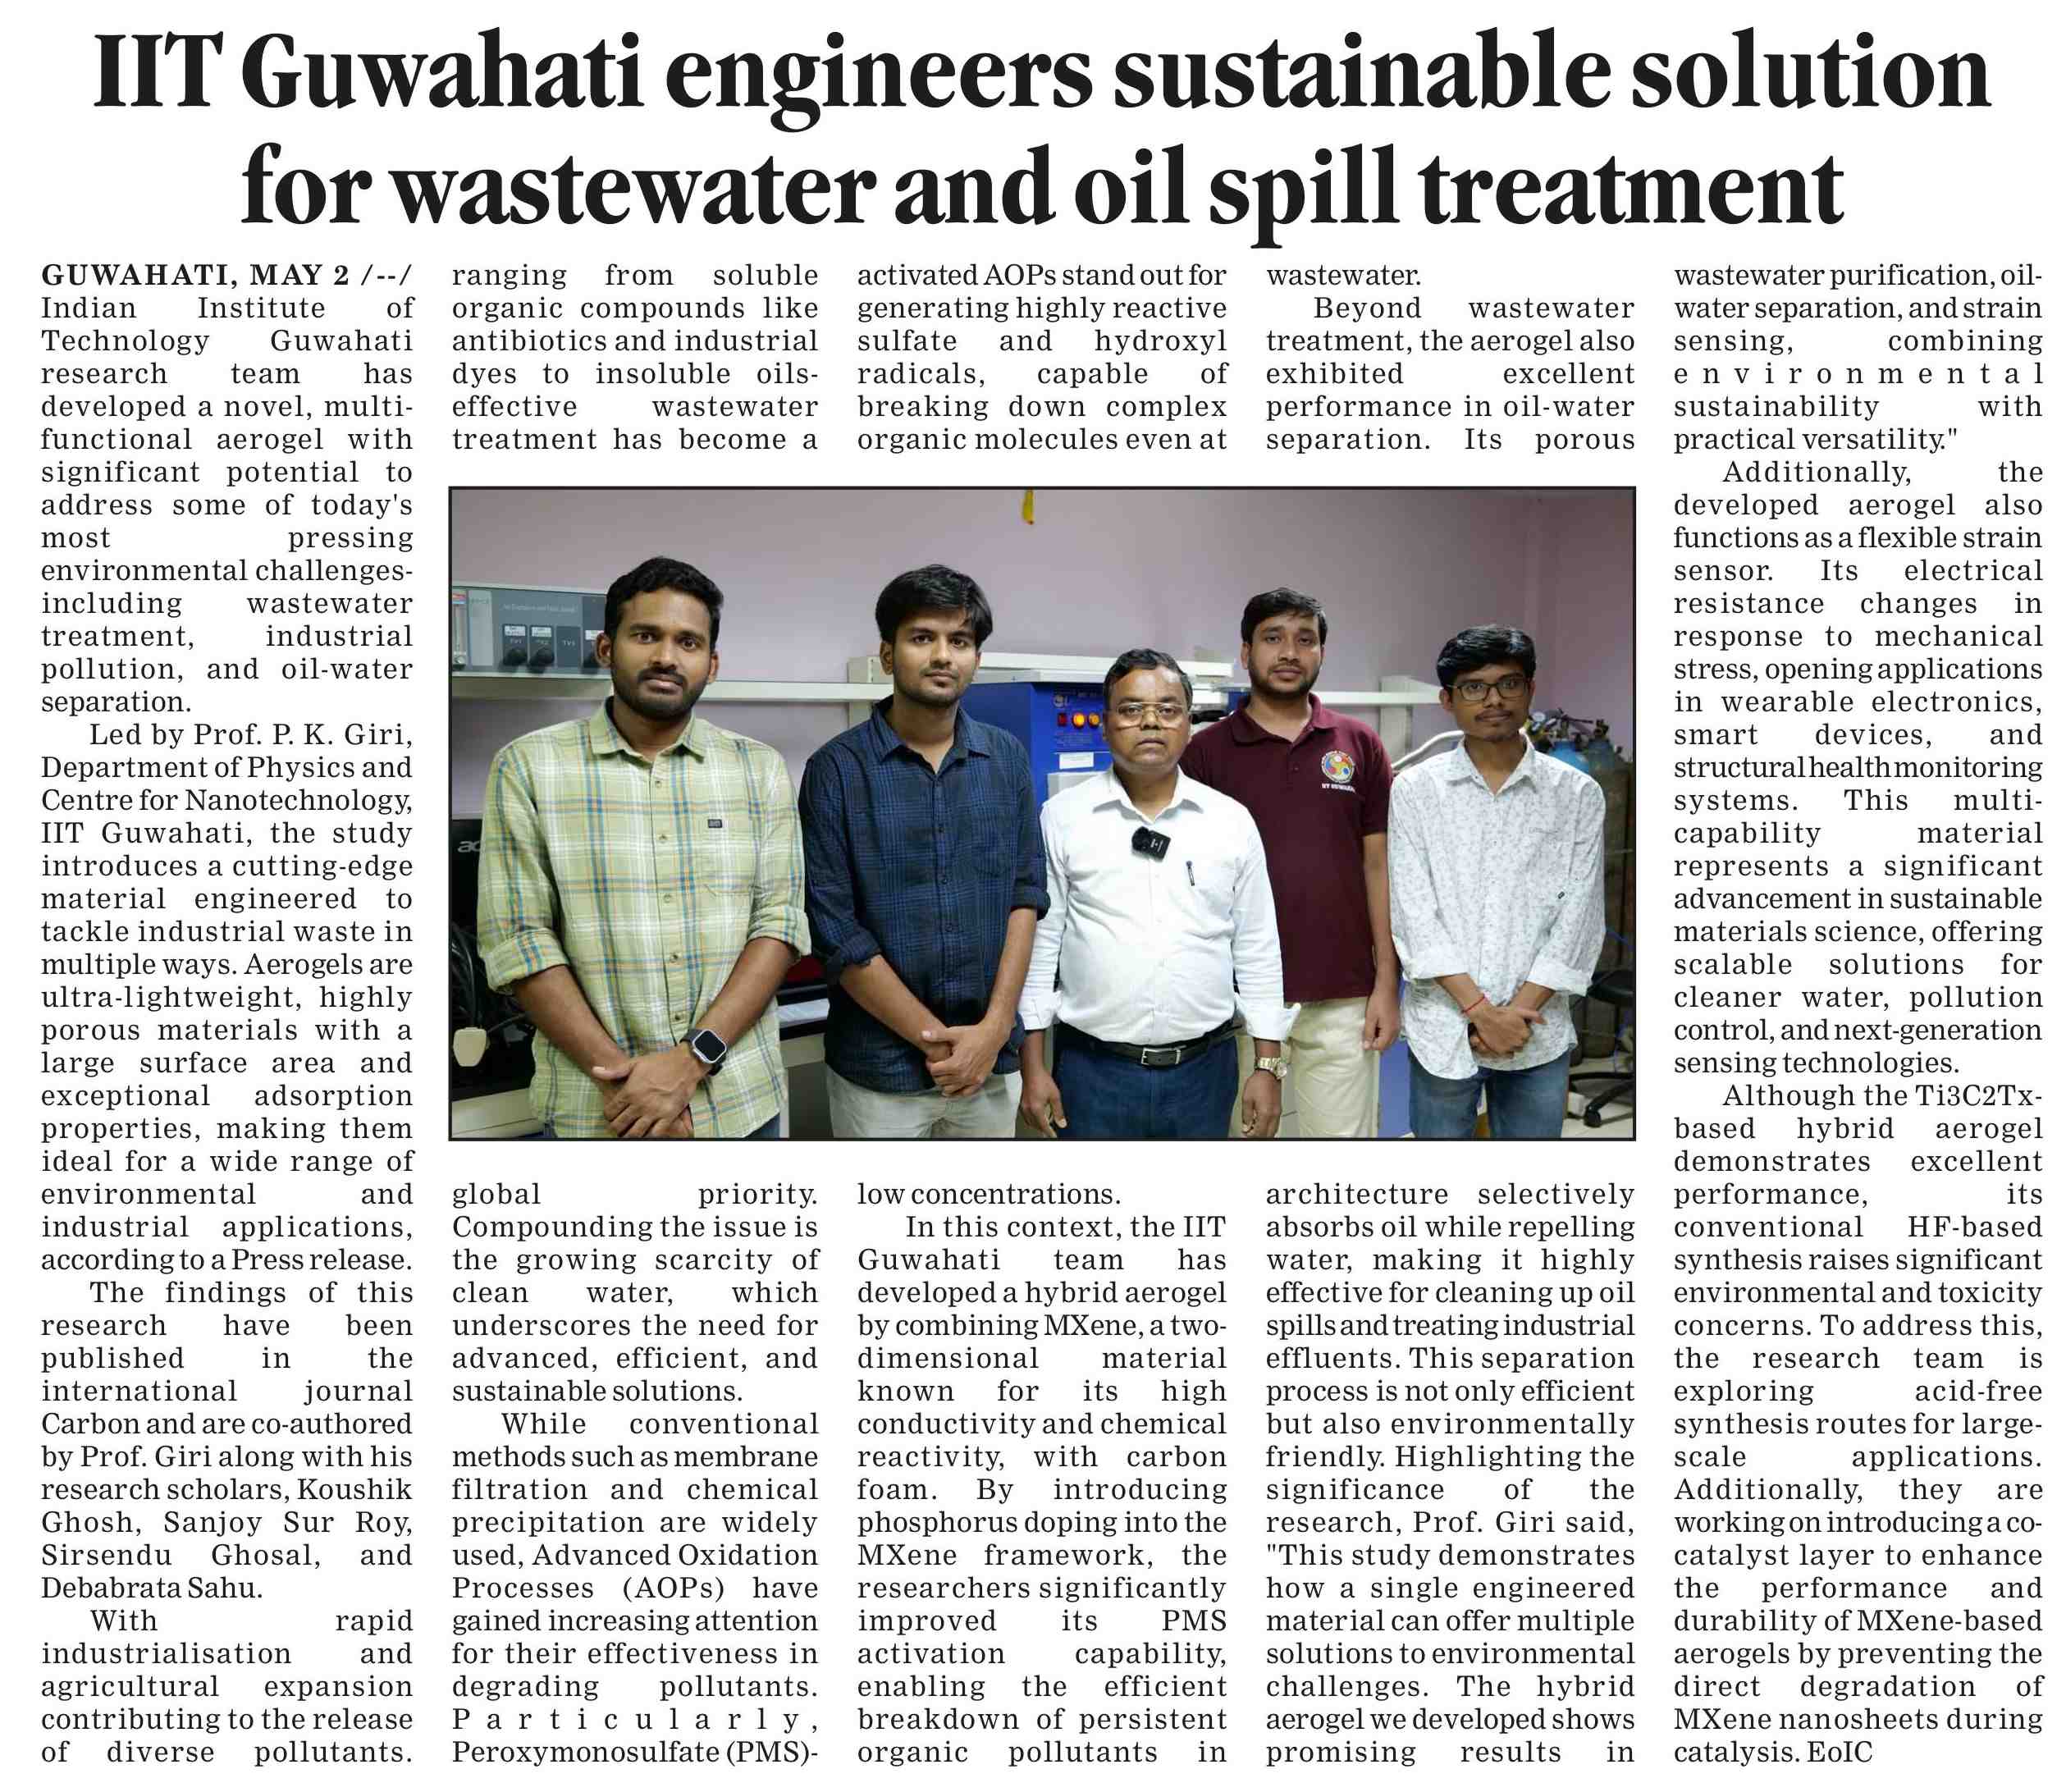 IIT Guwahati engineers sustainable solution
for wastewater and oil spill treatment
GUWAHATI, MAY 2 /--/
Indian Institute of
Technology Guwahati
research team has
developed a novel, multi-
functional aerogel with
significant potential to
address some of today's
most pressing
environmental challenges-
including wastewater
treatment, industrial
pollution, and oil-water
separation.
Led by Prof. P. K. Giri,
Department of Physics and
Centre for Nanotechnology,
IIT Guwahati, the study
introduces a cutting-edge
material engineered to
tackle industrial waste in
multiple ways. Aerogels are
ultra-lightweight, highly
porous materials with a
large surface area and
exceptional adsorption
properties, making them
ideal for a wide range of
environmental and
industrial applications,
according to a Press release.
The findings of this
research have been
published in the
international journal
Carbon and are co-authored
by Prof. Giri along with his
research scholars, Koushik
Ghosh, Sanjoy Sur Roy,
Sirsendu Ghosal, and
Debabrata Sahu.
With rapid
industrialisation and
agricultural expansion
contributing to the release
of diverse pollutants.
ranging from soluble
organic compounds like
antibiotics and industrial
dyes to insoluble oils-
effective wastewater
treatment has become a
global priority.
Compounding the issue is
the growing scarcity of
clean water, which
underscores the need for
advanced, efficient, and
sustainable solutions.
While conventional
methods such as membrane
filtration and chemical
precipitation are widely
used, Advanced Oxidation
Processes (AOPs) have
gained increasing attention
for their effectiveness in
degrading pollutants.
Particularly,
Peroxymonosulfate (PMS)-
activated AOPs stand out for
generating highly reactive
sulfate and hydroxyl
radicals, capable of
breaking down complex
organic molecules even at
low concentrations.
In this context, the IIT
Guwahati team has
developed a hybrid aerogel
by combining MXene, a two-
dimensional material
known for its high
conductivity and chemical
reactivity, with carbon
foam. By introducing
phosphorus doping into the
MXene framework, the
researchers significantly
improved its PMS
activation capability,
enabling the efficient
breakdown of persistent
organic pollutants in
wastewater.
Beyond wastewater
treatment, the aerogel also
exhibited excellent
performance in oil-water
separation. Its porous
architecture selectively
absorbs oil while repelling
water, making it highly
effective for cleaning up oil
spills and treating industrial
effluents. This separation
process is not only efficient
but also environmentally
friendly. Highlighting the
significance of the
research, Prof. Giri said,
"This study demonstrates
how a single engineered
material can offer multiple
solutions to environmental
challenges. The hybrid
aerogel we developed shows
promising results in
wastewater purification, oil-
water separation, and strain
sensing, combining
environmental
sustainability with
practical versatility."
Additionally, the
developed aerogel also
functions as a flexible strain
sensor. Its electrical
resistance changes in
response to mechanical
stress, opening applications
in wearable electronics,
smart devices, and
structural health monitoring
systems. This multi-
capability material
represents a significant
advancement in sustainable
materials science, offering
scalable solutions for
cleaner water, pollution
control, and next-generation
sensing technologies.
Although the Ti3C2Tx-
based hybrid aerogel
demonstrates excellent
performance, its
conventional HF-based
synthesis raises significant
environmental and toxicity
concerns. To address this,
the research team is
exploring acid-free
synthesis routes for large-
scale applications.
Additionally, they are
working on introducing a co-
catalyst layer to enhance
the performance and
durability of MXene-based
aerogels by preventing the
direct degradation of
MXene nanosheets during
catalysis. EoIC